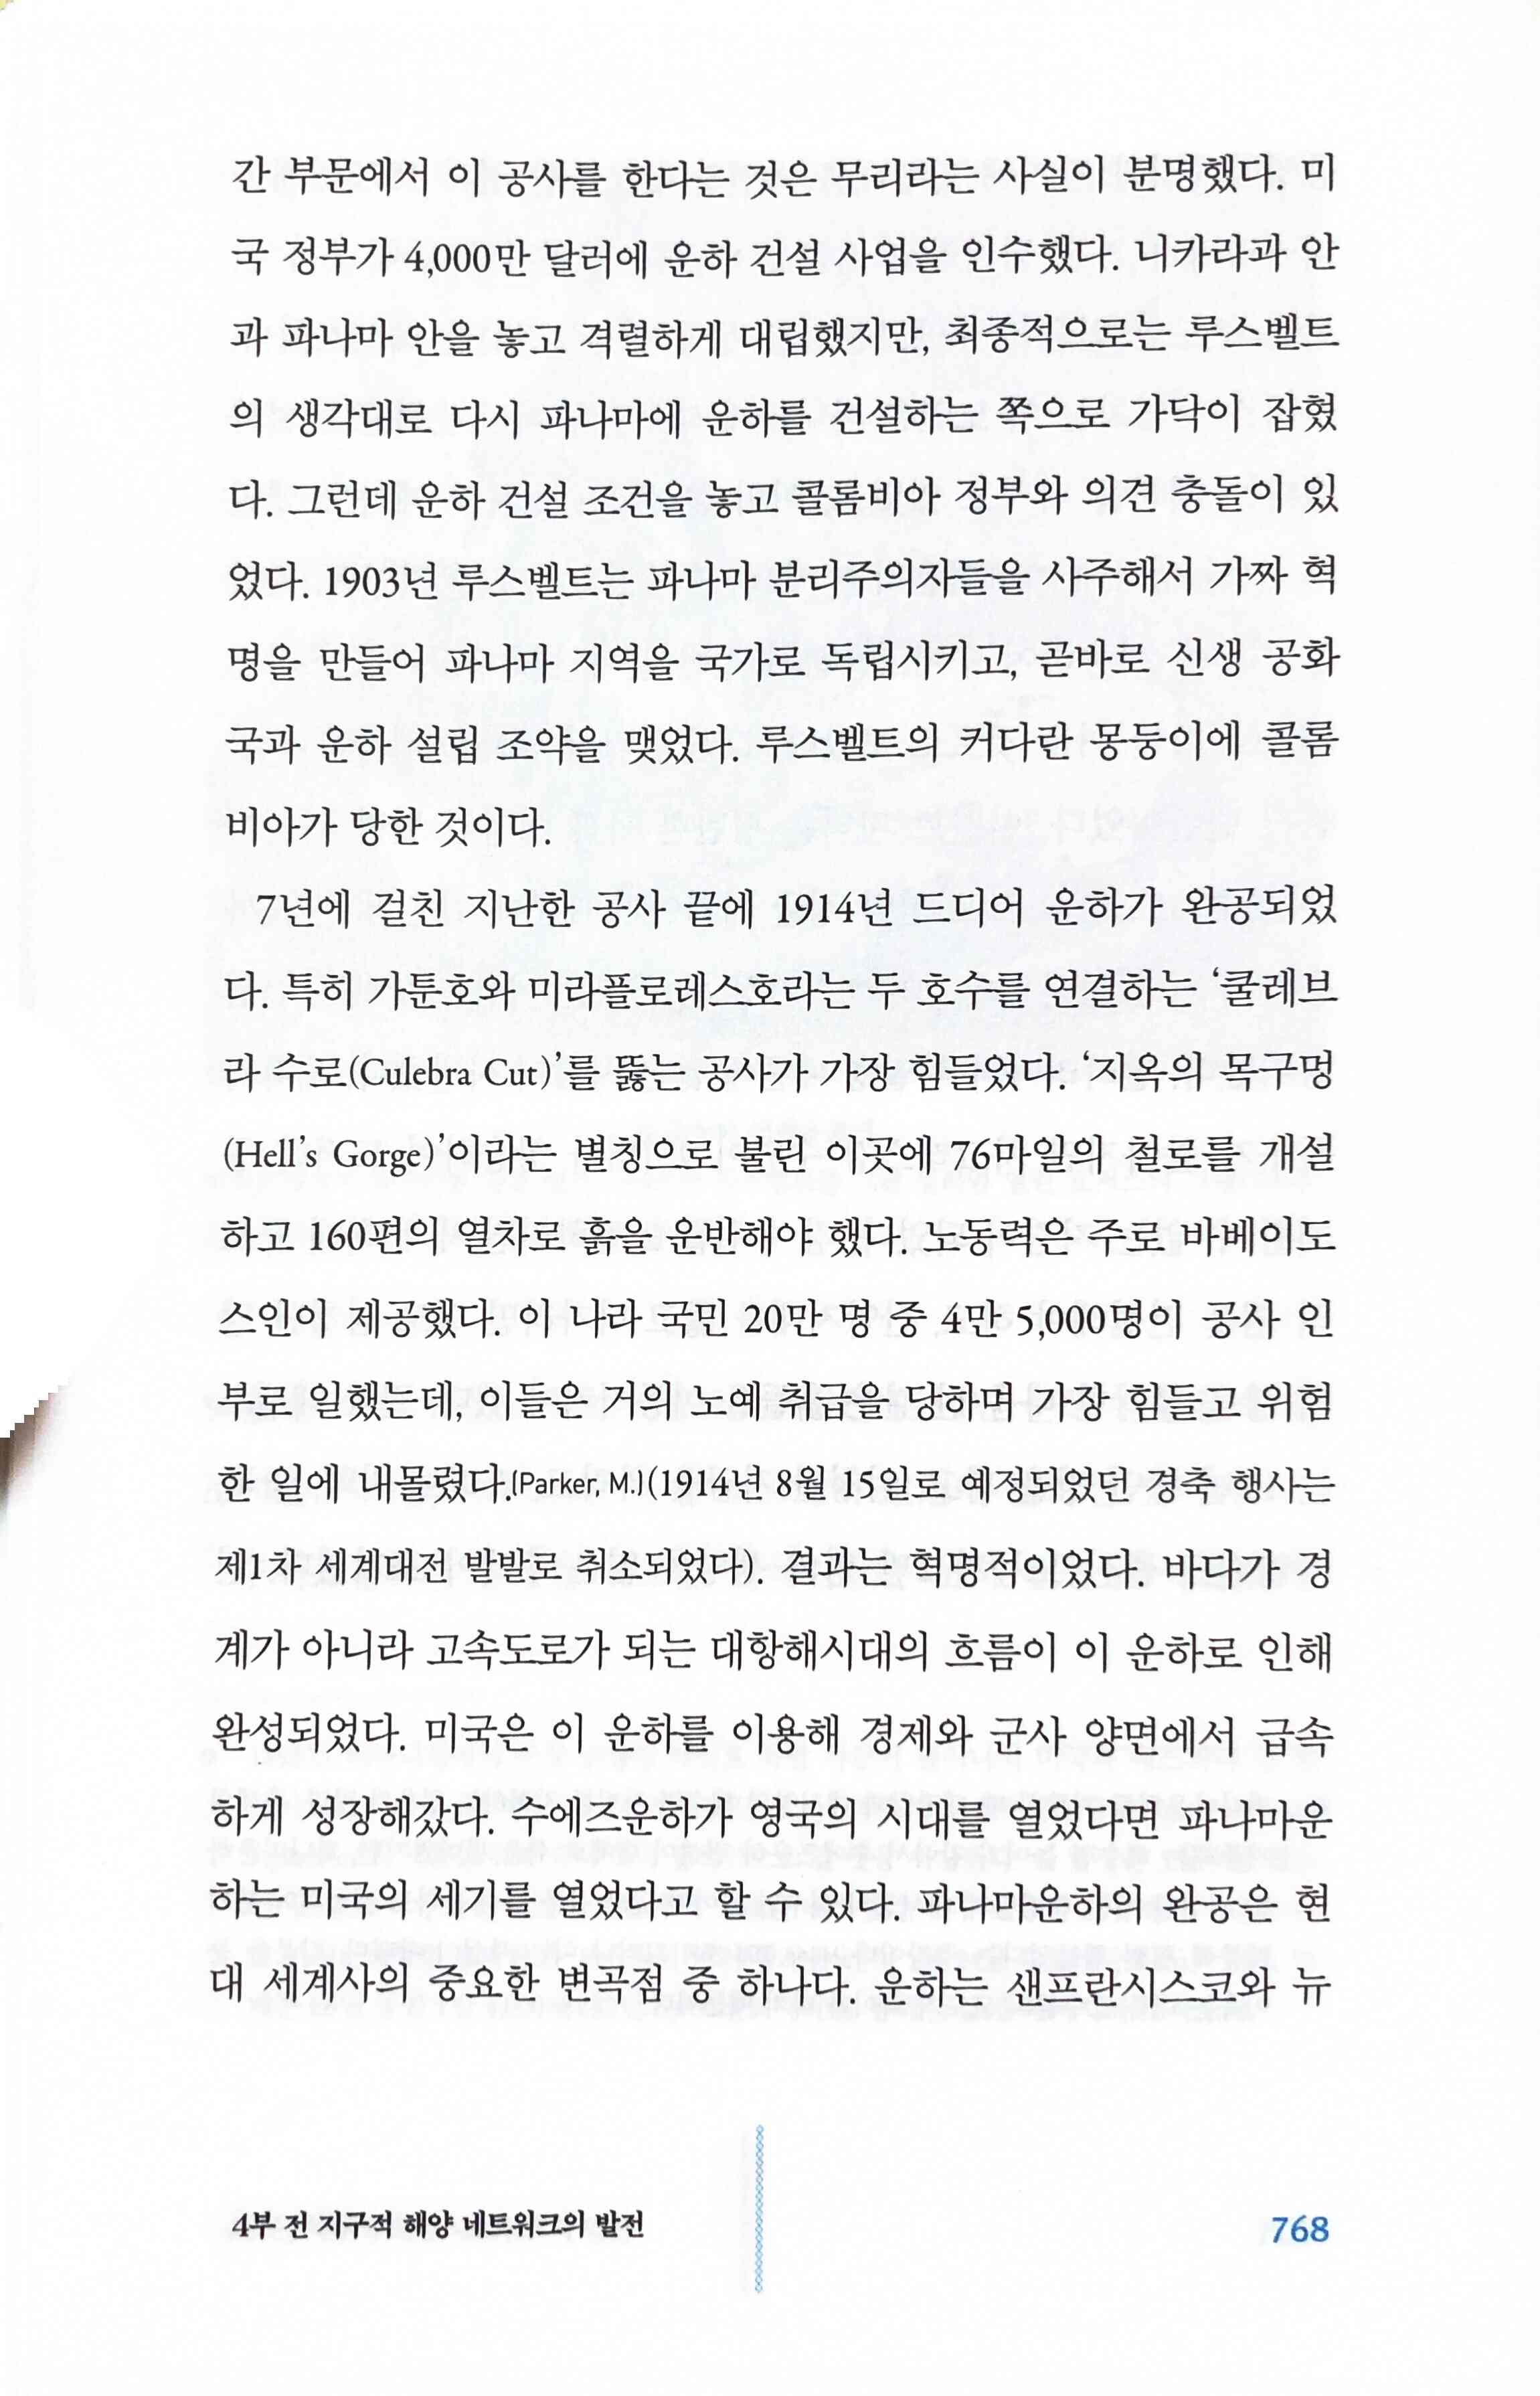 간 부문에서 이 공사를 한다는 것은 무리라는 사실이 분명했다. 미
국 정부가 4,000만 달러에 운하 건설 사업을 인수했다. 니카라과 안
과 파나마 안을 놓고 격렬하게 대립했지만, 최종적으로는 루스벨트
의 생각대로 다시 파나마에 운하를 건설하는 쪽으로 가닥이 잡혔
다. 그런데 운하 건설 조건을 놓고 콜롬비아 정부와 의견 충돌이 있
었다. 1903년 루스벨트는 파나마 분리주의자들을 사주해서 가짜 혁
명을 만들어 파나마 지역을 국가로 독립시키고, 곧바로 신생 공화
국과 운하 설립 조약을 맺었다. 루스벨트의 커다란 몽둥이에 콜롬
비아가 당한 것이다.
7년에 걸친 지난한 공사 끝에 1914년 드디어 운하가 완공되었
다. 특히 가툰호와 미라플로레스호라는 두 호수를 연결하는 ‘쿨레브
라 수로(Culebra Cut)’를 뚫는 공사가 가장 힘들었다. ‘지옥의 목구멍
(Hell’s Gorge)’이라는 별칭으로 불린 이곳에 76마일의 철로를 개설
하고 160편의 열차로 흙을 운반해야 했다. 노동력은 주로 바베이도
스인이 제공했다. 이 나라 국민 20만 명 중 4만 5,000명이 공사 인
부로 일했는데, 이들은 거의 노예 취급을 당하며 가장 힘들고 위험
한 일에 내몰렸다.(Parker, M.)(1914년 8월 15일로 예정되었던 경축 행사는
제1차 세계대전 발발로 취소되었다). 결과는 혁명적이었다. 바다가 경
계가 아니라 고속도로가 되는 대항해시대의 흐름이 이 운하로 인해
완성되었다. 미국은 이 운하를 이용해 경제와 군사 양면에서 급속
하게 성장해갔다. 수에즈운하가 영국의 시대를 열었다면 파나마운
하는 미국의 세기를 열었다고 할 수 있다. 파나마운하의 완공은 현
대 세계사의 중요한 변곡점 중 하나다. 운하는 샌프란시스코와 뉴
4부 전 지구적 해양 네트워크의 발전
768